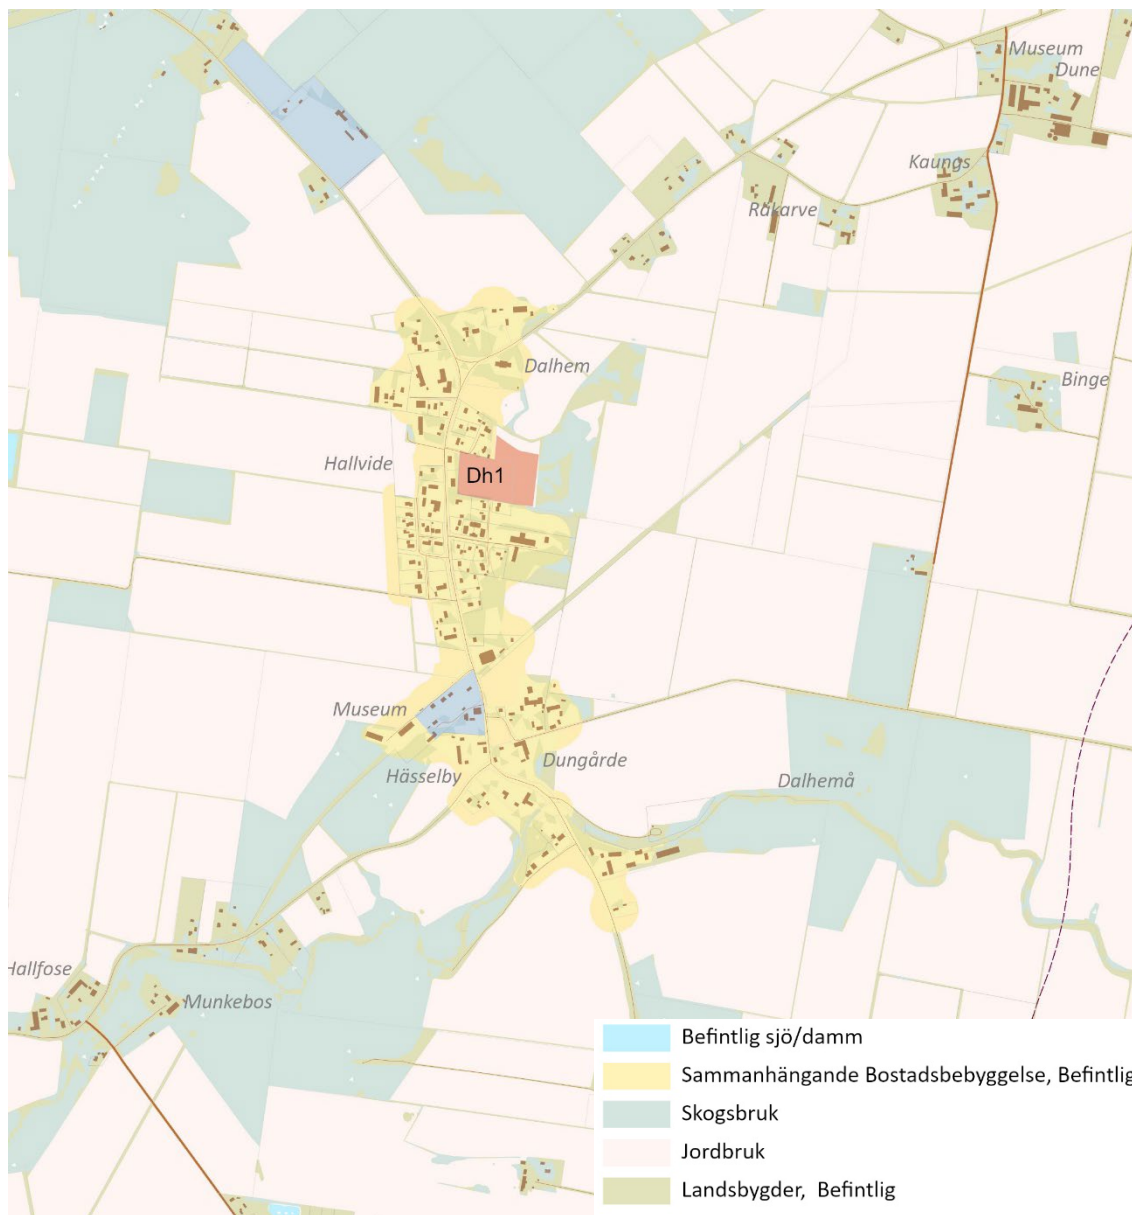 Museum
Dune
Kaungs
Råkarve
Dalhem
Binge
Hallvide
Dh1
Museum
Hässelby
Dungårde
Dalhemå
Hallfose
Munkebos
Befintlig sjö/damm
Sammanhängande Bostadsbebyggelse, Befintlig
Skogsbruk
Jordbruk
Landsbygder, Befintlig